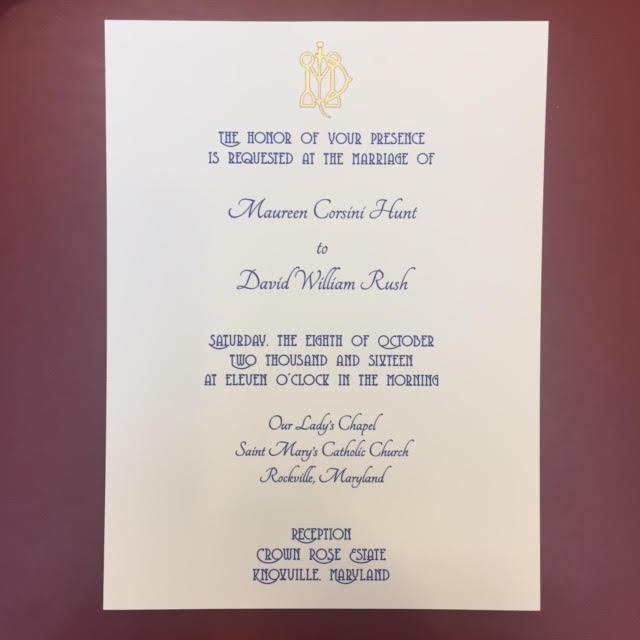 THE HONOR OF YOUR PRESENCE
IS REQUESTED AT THE MARRIAGE OF
Maureen Corsini Hunt
to
David William Rush
SATURDAY, THE EIGHTH OF OCTOBER
TWO THOUSAND AND SIXTEEN
AT ELEVEN O'CLOCK IN THE MORNING
Our Lady's Chapel
Saint Mary's Catholic Church
Rockville, Maryland
RECEPTION
CROWN ROSE ESTATE
KNOXVILLE, MARYLAND